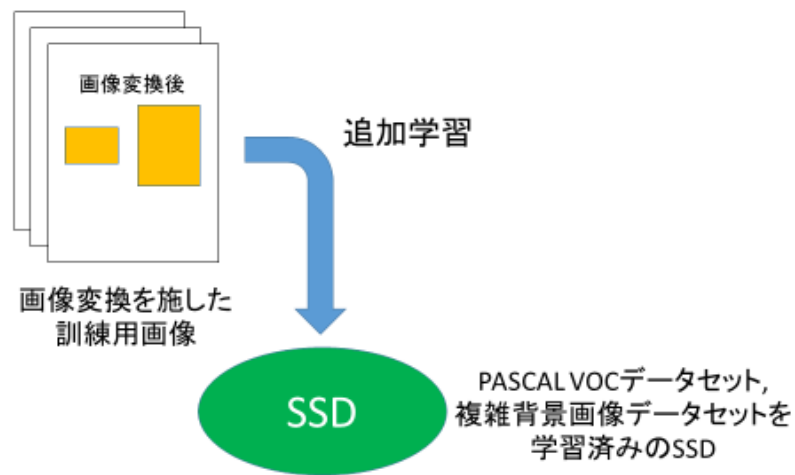 画像変換後
追加学習
画像変換を施した
訓練用画像
SSD
PASCAL VOCデータセット,
複雑背景画像データセットを
学習済みのSSD